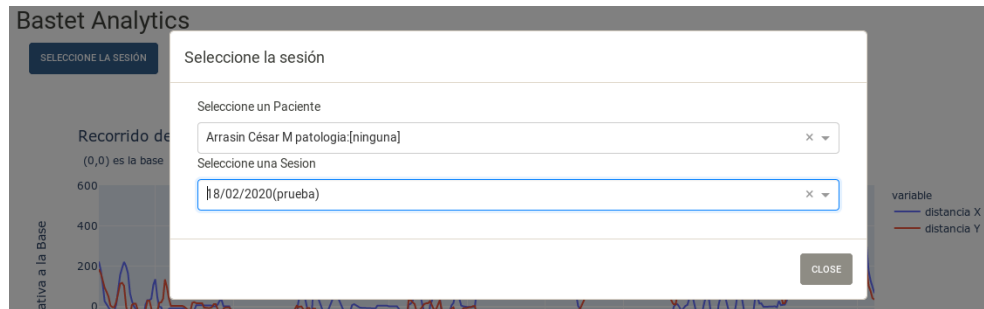 Bastet Analytics
SELECCIONE LA SESIÓN
Seleccione la sesión
Seleccione un Paciente
Arrasin César M patologia:[ninguna]
Seleccione una Sesion
18/02/2020(prueba)
CLOSE
Recorrido de
(0,0) es la base
600
400
200
0
ativa a la Base
variable
distancia X
distancia Y